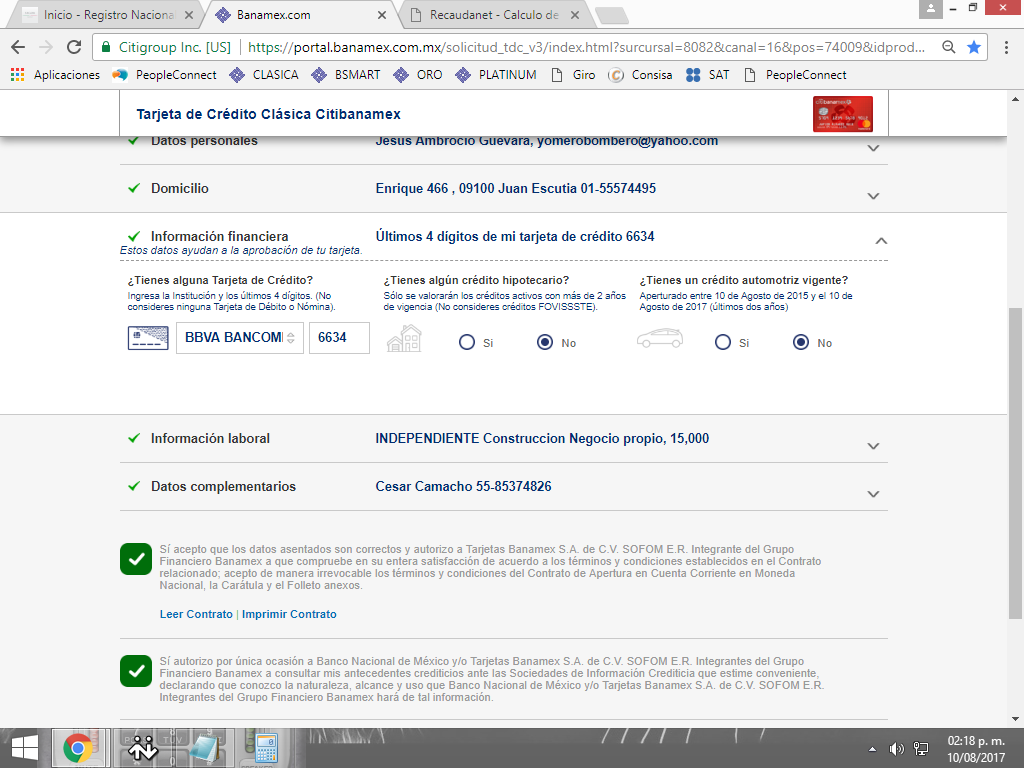 Inicio - Registro Naciona
Banamex.com
Recaudanet - Calculo de
Citigroup Inc. [US]
https://portal.banamex.com.mx/solicitud_tdc_v3/index.html?surcursal=8082&canal=16&pos=74009&idprod...
Aplicaciones
PeopleConnect
CLASICA
BSMART
ORO
PLATINUM
Giro
Consisa
SAT
PeopleConnect
Tarjeta de Crédito Clásica Citibanamex
Datos personales
Jesus Ambrocio Guevara, yomerobombero@yahoo.com
Domicilio
Enrique 466 , 09100 Juan Escutia 01-55574495
Información financiera
Últimos 4 dígitos de mi tarjeta de crédito 6634
Estos datos ayudan a la aprobación de tu tarjeta.
¿Tienes alguna Tarjeta de Crédito?
Ingresa la Institución y los últimos 4 dígitos. (No
consideres ninguna Tarjeta de Débito o Nómina).
BBVA BANCOM
6634
¿Tienes algún crédito hipotecario?
Sólo se valorarán los créditos activos con más de 2 años
de vigencia (No consideres créditos FOVISSSTE).
Si
No
¿Tienes un crédito automotriz vigente?
Aperturado entre 10 de Agosto de 2015 y el 10 de
Agosto de 2017 (últimos dos años)
Si
No
Información laboral
INDEPENDIENTE Construccion Negocio propio, 15,000
Datos complementarios
Cesar Camacho 55-85374826
Sí acepto que los datos asentados son correctos y autorizo a Tarjetas Banamex S.A. de C.V. SOFOM E.R. Integrante del Grupo
Financiero Banamex a que compruebe en su entera satisfacción de acuerdo a los términos y condiciones establecidos en el Contrato
relacionado; acepto de manera irrevocable los términos y condiciones del Contrato de Apertura en Cuenta Corriente en Moneda
Nacional, la Carátula y el Folleto anexos.
Leer Contrato | Imprimir Contrato
Sí autorizo por única ocasión a Banco Nacional de México y/o Tarjetas Banamex S.A. de C.V. SOFOM E.R. Integrantes del Grupo
Financiero Banamex a consultar mis antecedentes crediticios ante las Sociedades de Información Crediticia que estime conveniente,
declarando que conozco la naturaleza, alcance y uso que Banco Nacional de México y/o Tarjetas Banamex S.A. de C.V. SOFOM E.R.
Integrantes del Grupo Financiero Banamex hará de tal información.
02:18 p. m.
10/08/2017